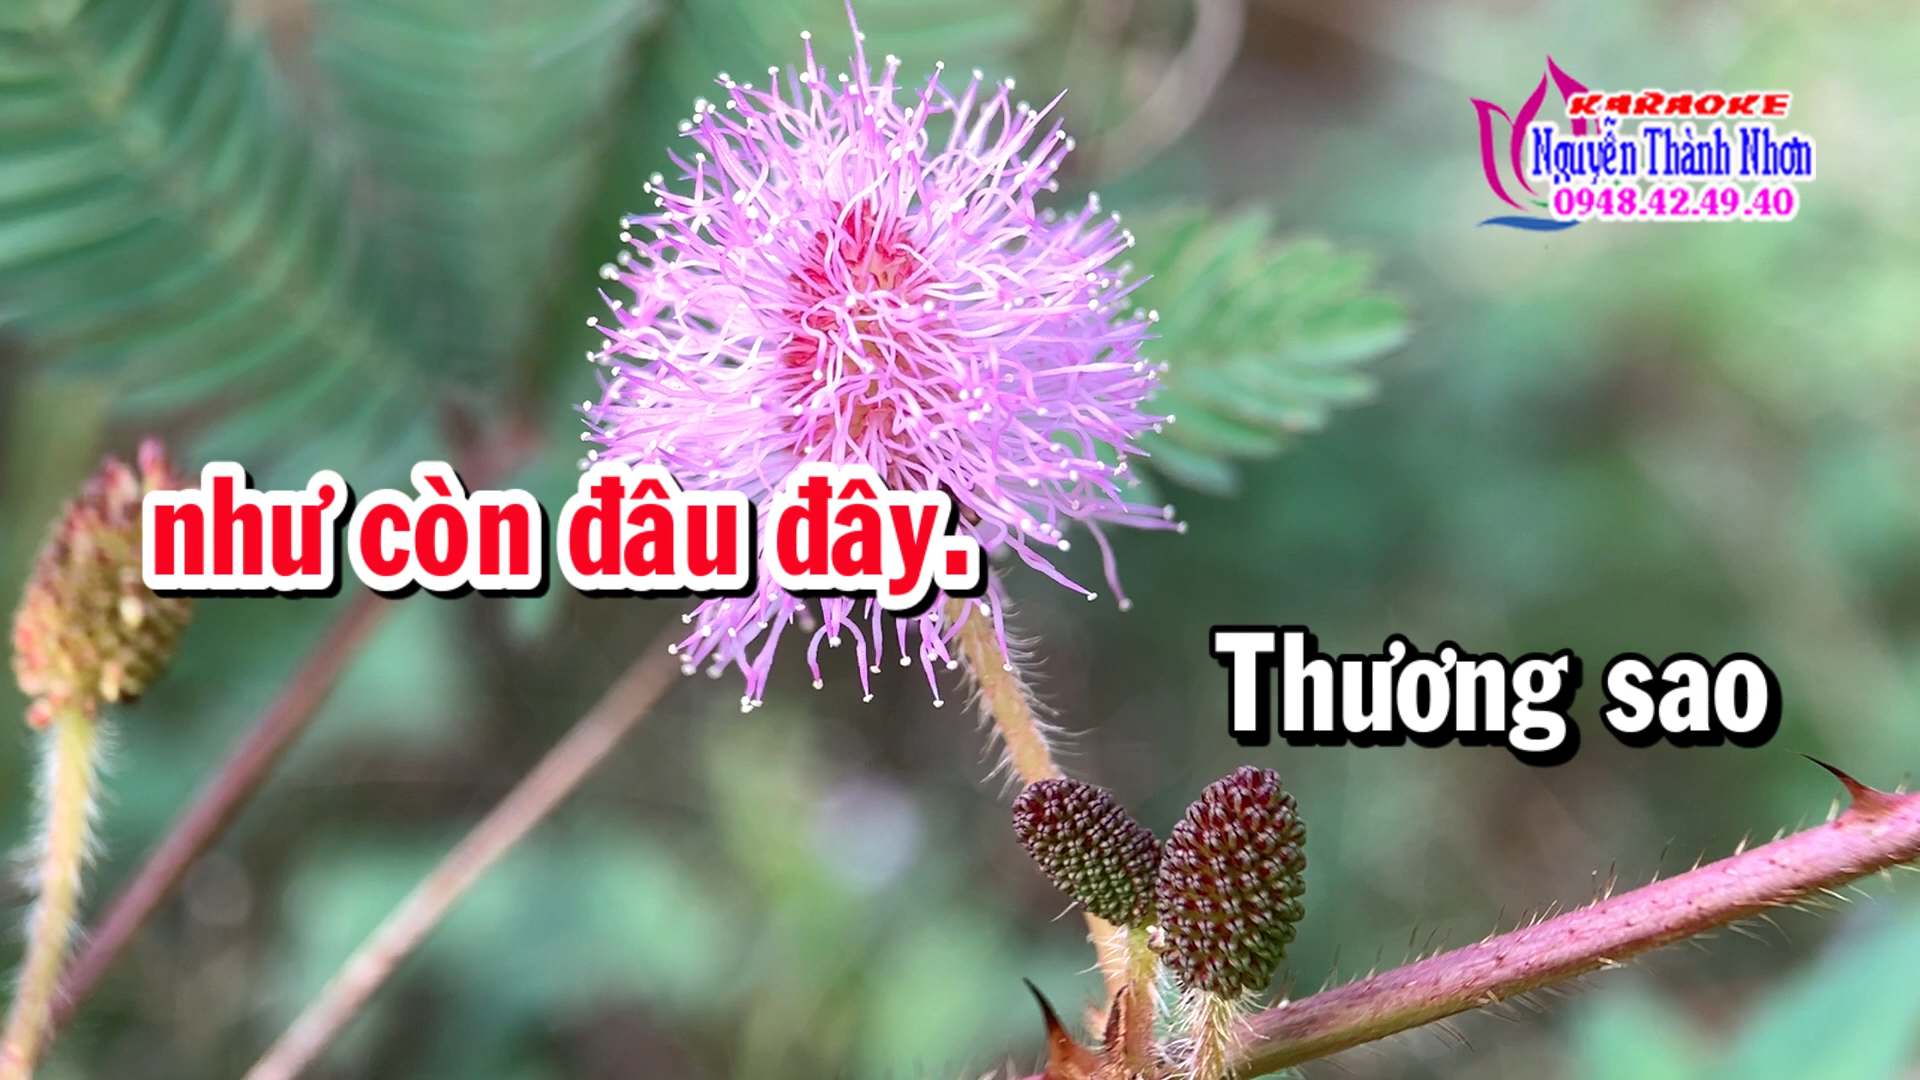 KARAOKE
Nguyễn Thành Nhơn
0948.42.49.40
như còn đâu đây.
Thương sao